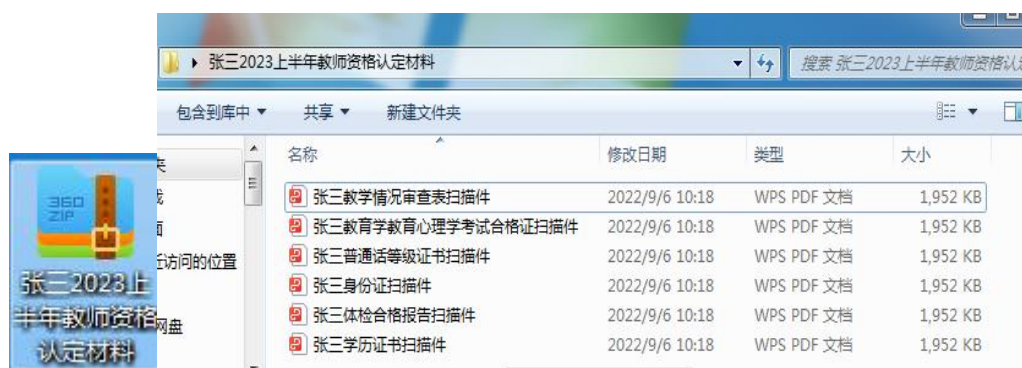 张三2023上半年教师资格认定材料
搜索 张三2023上半年教师资格认
包含到库中
共享
新建文件夹
名称
修改日期
类型
大小
张三教学情况审查表扫描件 2022/9/6 10:18 WPS PDF 文档 1,952 KB
张三教育学教育心理学考试合格证扫描件 2022/9/6 10:18 WPS PDF 文档 1,952 KB
张三普通话等级证书扫描件 2022/9/6 10:18 WPS PDF 文档 1,952 KB
张三身份证扫描件 2022/9/6 10:18 WPS PDF 文档 1,952 KB
张三体检合格报告扫描件 2022/9/6 10:18 WPS PDF 文档 1,952 KB
张三学历证书扫描件 2022/9/6 10:18 WPS PDF 文档 1,952 KB
访问的位置
网盘
360
ZIP
张三2023上
半年教师资格
认定材料